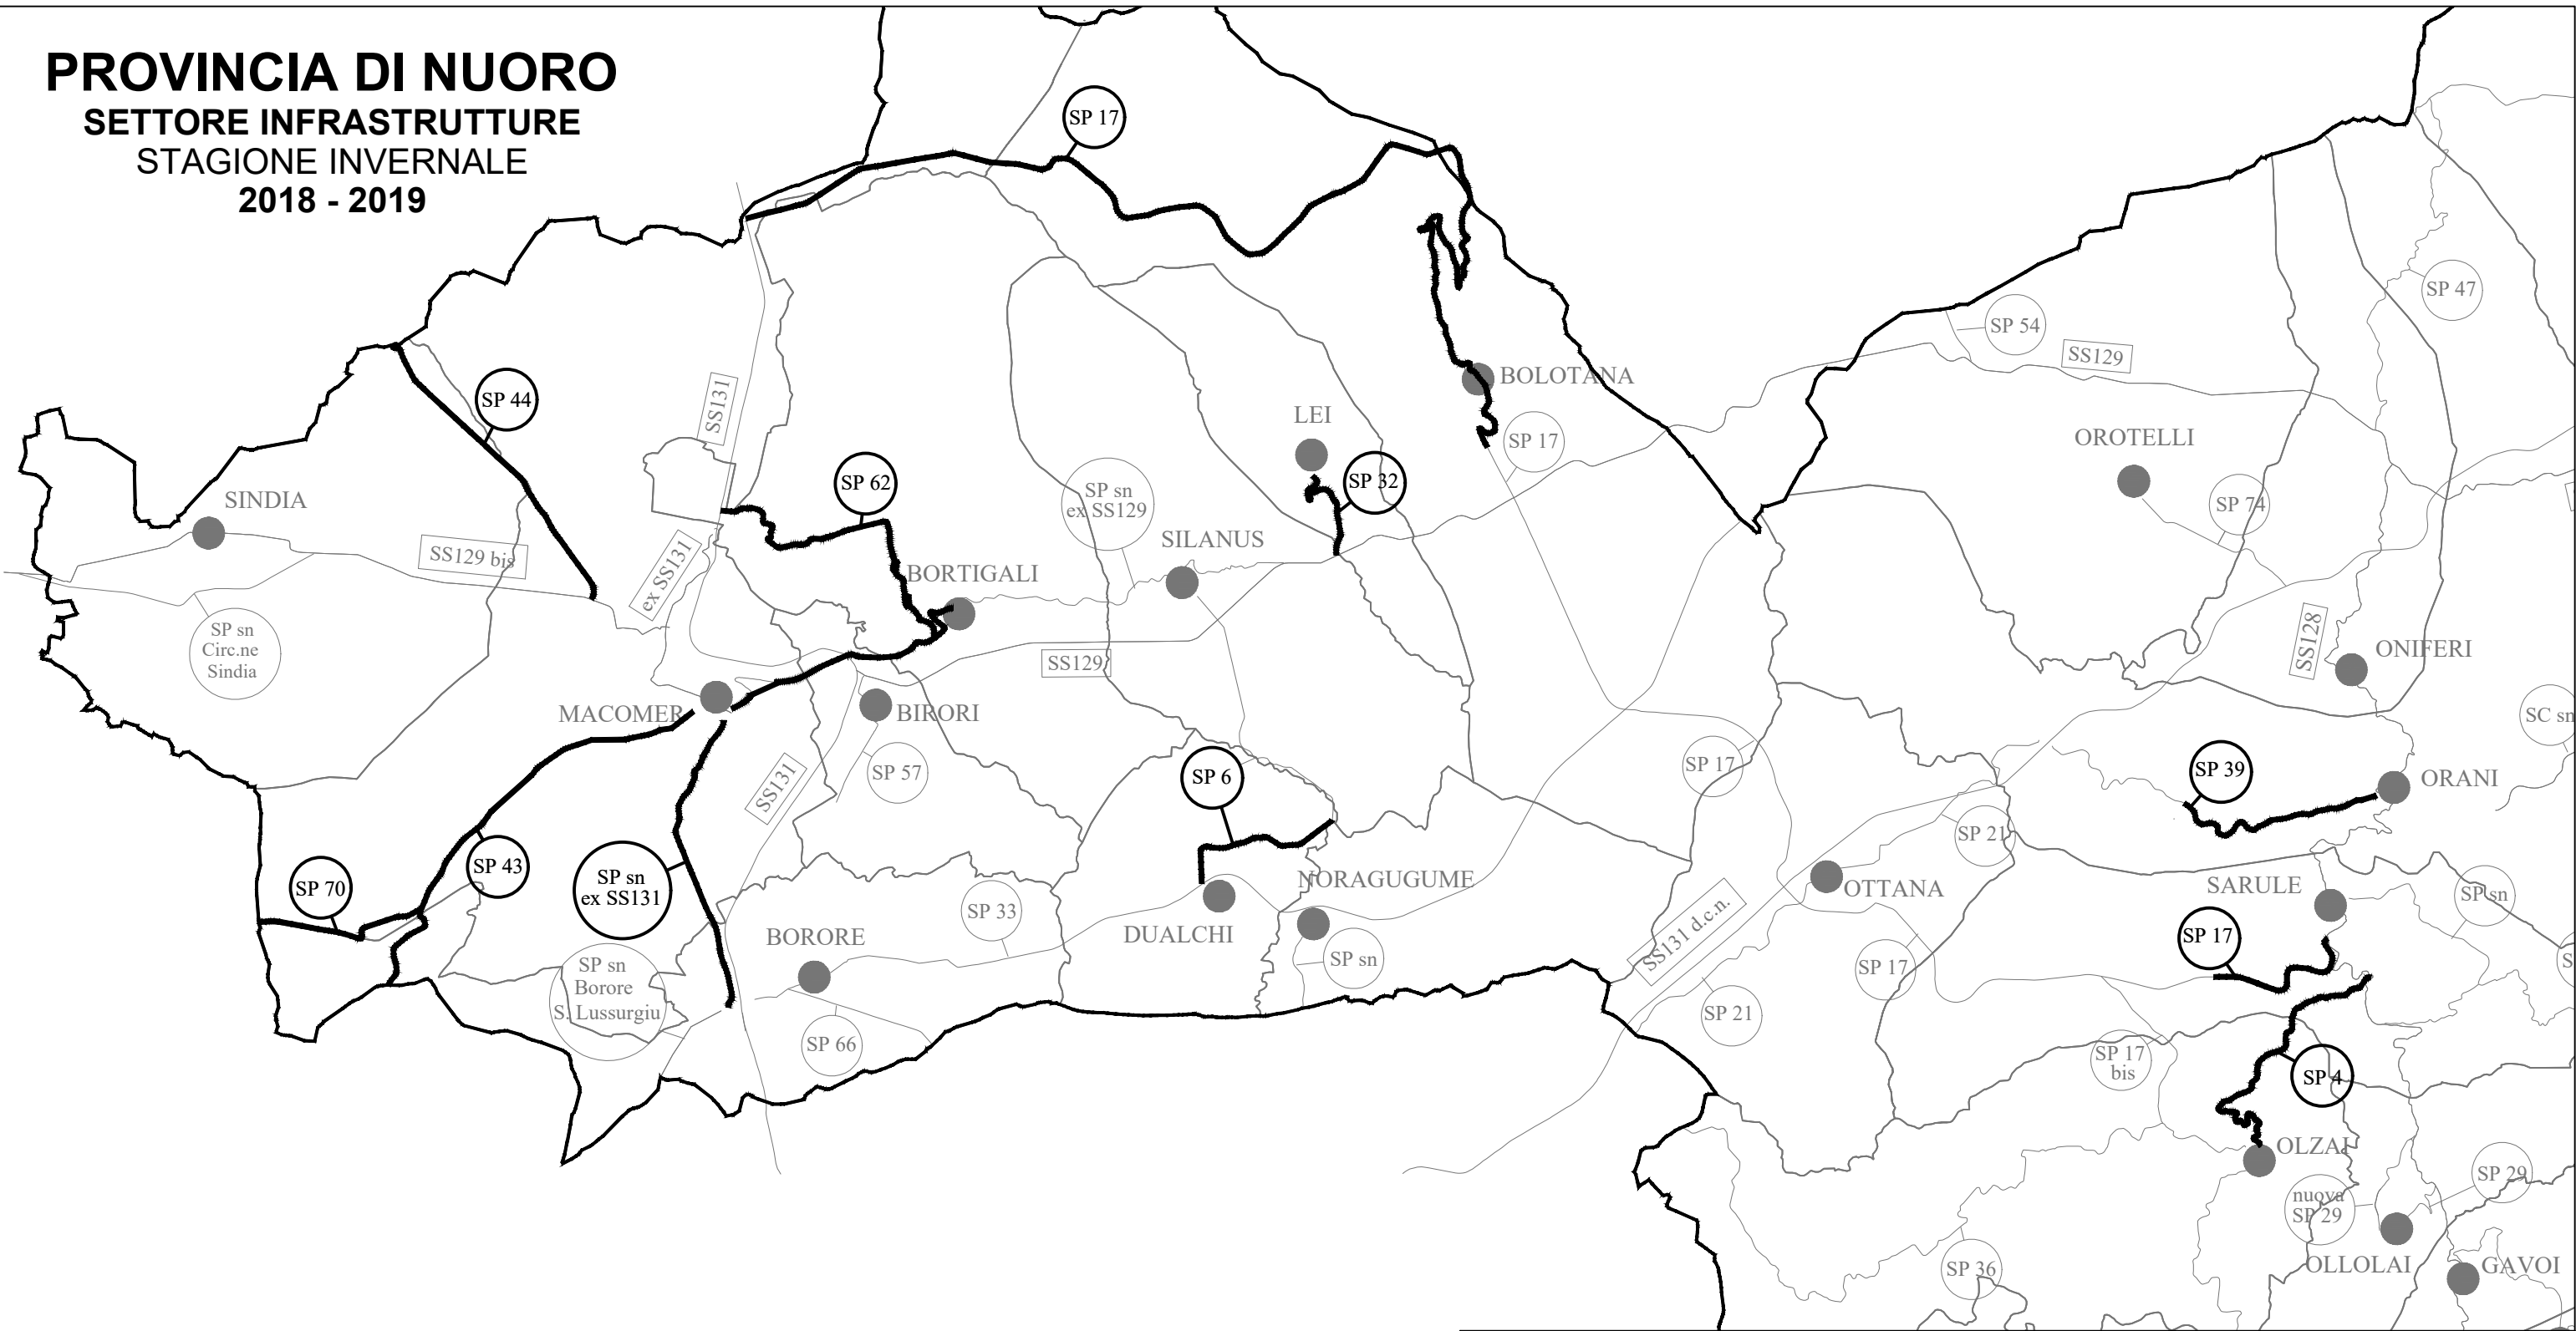 PROVINCIA DI NUORO
SETTORE INFRASTRUTTURE
STAGIONE INVERNALE
2018 - 2019
SP 17
SP 47
SP 54
SS129
SP 44
SS131
BOLOTANA
LEI
SP 17
OROTELLI
SP 62
SP 32
SP sn
ex SS129
SP 74
SINDIA
SILANUS
SS129 bis
ex SS131
BORTIGALI
SP sn
Circ.ne
Sindia
SS129
SS128
ONIFERI
MACOMER
BIRORI
SC sn
SS131
SP 57
SP 6
SP 17
SP 39
ORANI
SP 21
SP 43
SP 70
SP sn
ex SS131
NORAGUGUME
OTTANA
SARULE
SP sn
SP 33
BORORE
DUALCHI
SS131 d.c.n.
SP 17
SP sn
SP 17
S
SP sn
Borore
S. Lussurgiu
SP 21
SP 66
SP 17
bis
SP 4
OLZAI
SP 29
nuova
SP 29
OLLOLAI
GAVOI
SP 36